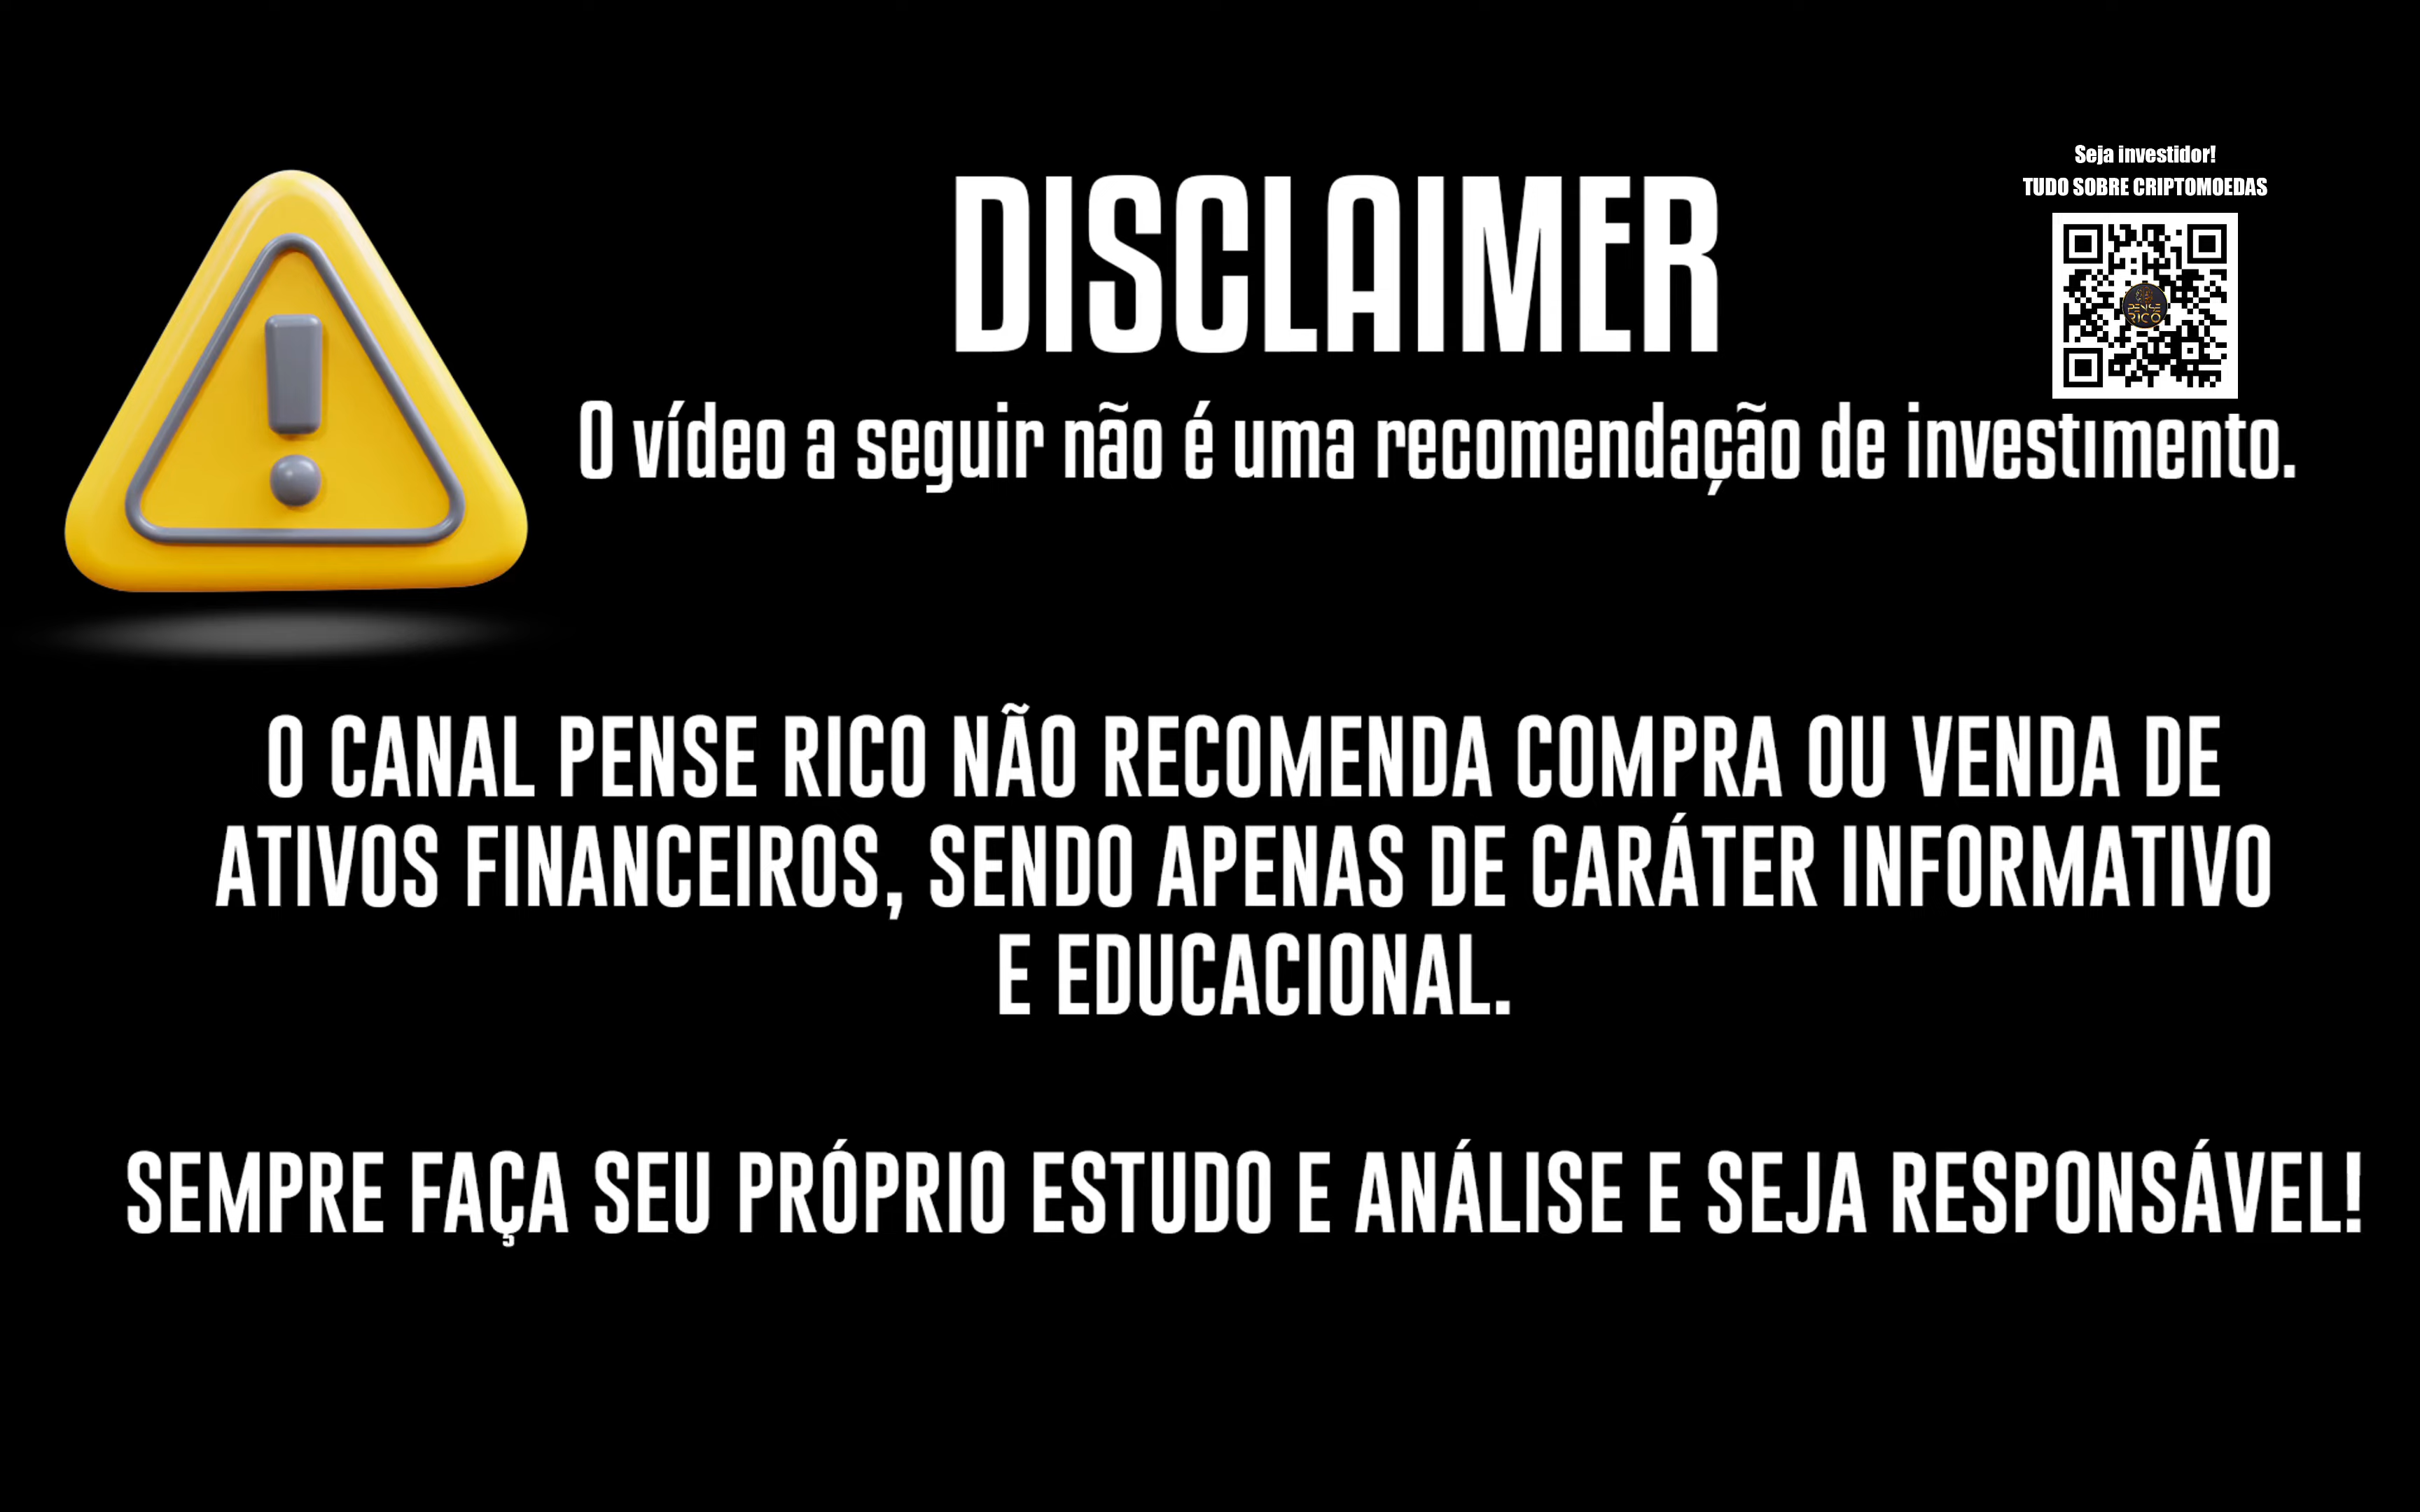 Seja investidor!
TUDO SOBRE CRIPTOMOEDAS
PENSE
RICO
DISCLAIMER
O vídeo a seguir não é uma recomendação de investimento.
O CANAL PENSE RICO NÃO RECOMENDA COMPRA OU VENDA DE
ATIVOS FINANCEIROS, SENDO APENAS DE CARÁTER INFORMATIVO
E EDUCACIONAL.
SEMPRE FAÇA SEU PRÓPRIO ESTUDO E ANÁLISE E SEJA RESPONSÁVEL!